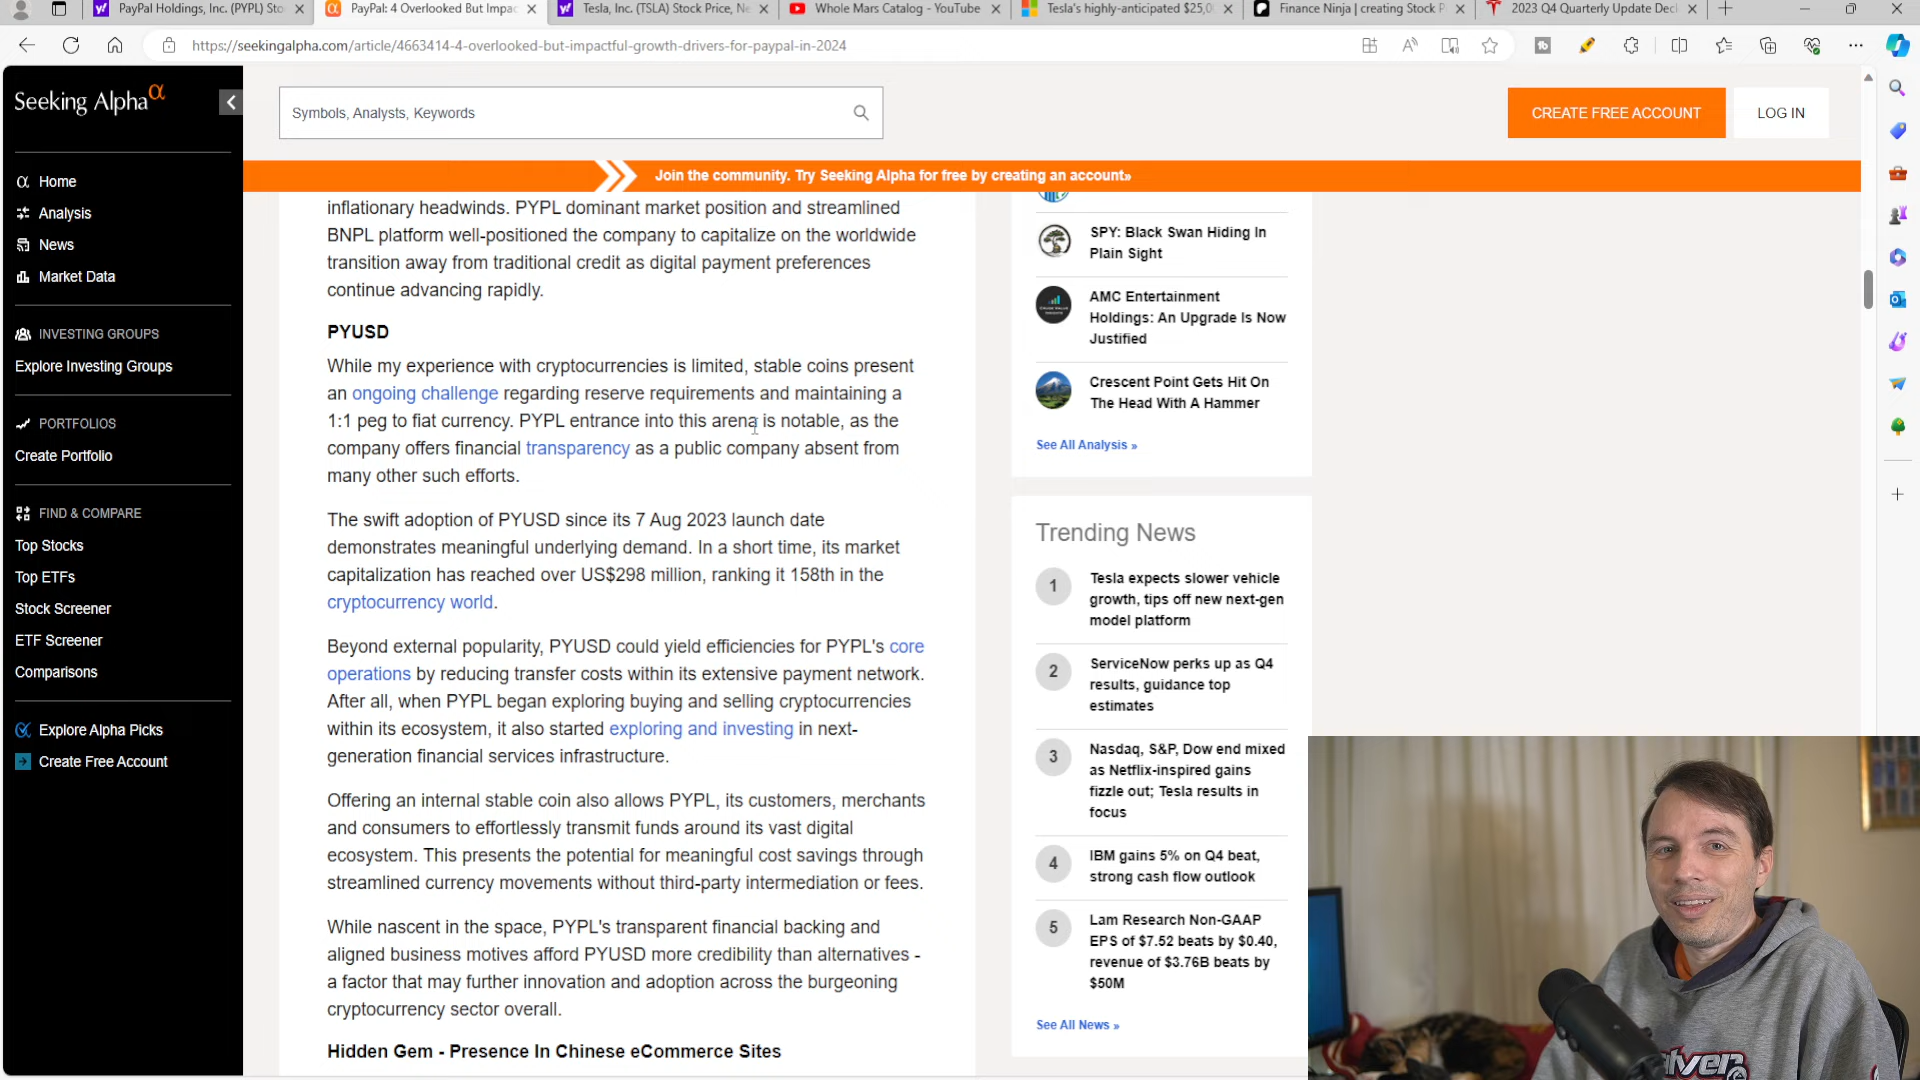 PayPal Holdings, Inc. (PYPL) Sto
PayPal: 4 Overlooked But Impac
Tesla, Inc. (TSLA) Stock Price, Ne
Whole Mars Catalog - YouTube
Tesla's highly-anticipated $25,0
Finance Ninja | creating Stock P
2023 Q4 Quarterly Update Dec
https://seekingalpha.com/article/4663414-4-overlooked-but-impactful-growth-drivers-for-paypal-in-2024
Seeking Alpha α
Symbols, Analysts, Keywords
CREATE FREE ACCOUNT
LOG IN
Join the community. Try Seeking Alpha for free by creating an account»
Home
Analysis
News
Market Data
INVESTING GROUPS
Explore Investing Groups
PORTFOLIOS
Create Portfolio
FIND & COMPARE
Top Stocks
Top ETFs
Stock Screener
ETF Screener
Comparisons
Explore Alpha Picks
Create Free Account
inflationary headwinds. PYPL dominant market position and streamlined
BNPL platform well-positioned the company to capitalize on the worldwide
transition away from traditional credit as digital payment preferences
continue advancing rapidly.
PYUSD
While my experience with cryptocurrencies is limited, stable coins present
an ongoing challenge regarding reserve requirements and maintaining a
1:1 peg to fiat currency. PYPL entrance into this arena is notable, as the
company offers financial transparency as a public company absent from
many other such efforts.
The swift adoption of PYUSD since its 7 Aug 2023 launch date
demonstrates meaningful underlying demand. In a short time, its market
capitalization has reached over US$298 million, ranking it 158th in the
cryptocurrency world.
Beyond external popularity, PYUSD could yield efficiencies for PYPL's core
operations by reducing transfer costs within its extensive payment network.
After all, when PYPL began exploring buying and selling cryptocurrencies
within its ecosystem, it also started exploring and investing in next-
generation financial services infrastructure.
Offering an internal stable coin also allows PYPL, its customers, merchants
and consumers to effortlessly transmit funds around its vast digital
ecosystem. This presents the potential for meaningful cost savings through
streamlined currency movements without third-party intermediation or fees.
While nascent in the space, PYPL's transparent financial backing and
aligned business motives afford PYUSD more credibility than alternatives -
a factor that may further innovation and adoption across the burgeoning
cryptocurrency sector overall.
Hidden Gem - Presence In Chinese eCommerce Sites
SPY: Black Swan Hiding In
Plain Sight
AMC Entertainment
Holdings: An Upgrade Is Now
Justified
Crescent Point Gets Hit On
The Head With A Hammer
See All Analysis »
Trending News
1
Tesla expects slower vehicle
growth, tips off new next-gen
model platform
2
ServiceNow perks up as Q4
results, guidance top
estimates
3
Nasdaq, S&P, Dow end mixed
as Netflix-inspired gains
fizzle out; Tesla results in
focus
4
IBM gains 5% on Q4 beat,
strong cash flow outlook
5
Lam Research Non-GAAP
EPS of $7.52 beats by $0.40,
revenue of $3.76B beats by
$50M
See All News »